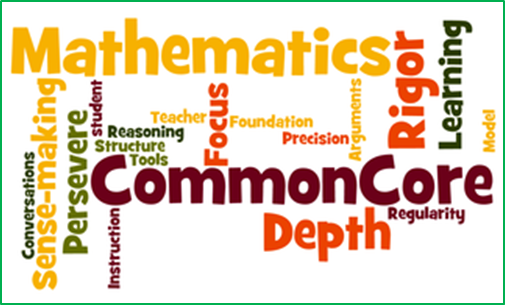 Mathematics
Conversations
Sense-making
Persevere
student
Reasoning
Structure
Tools
Teacher
Focus
Foundation
Precision
Arguments
Rigor
Learning
Model
CommonCore
Instruction
Depth
Regularity